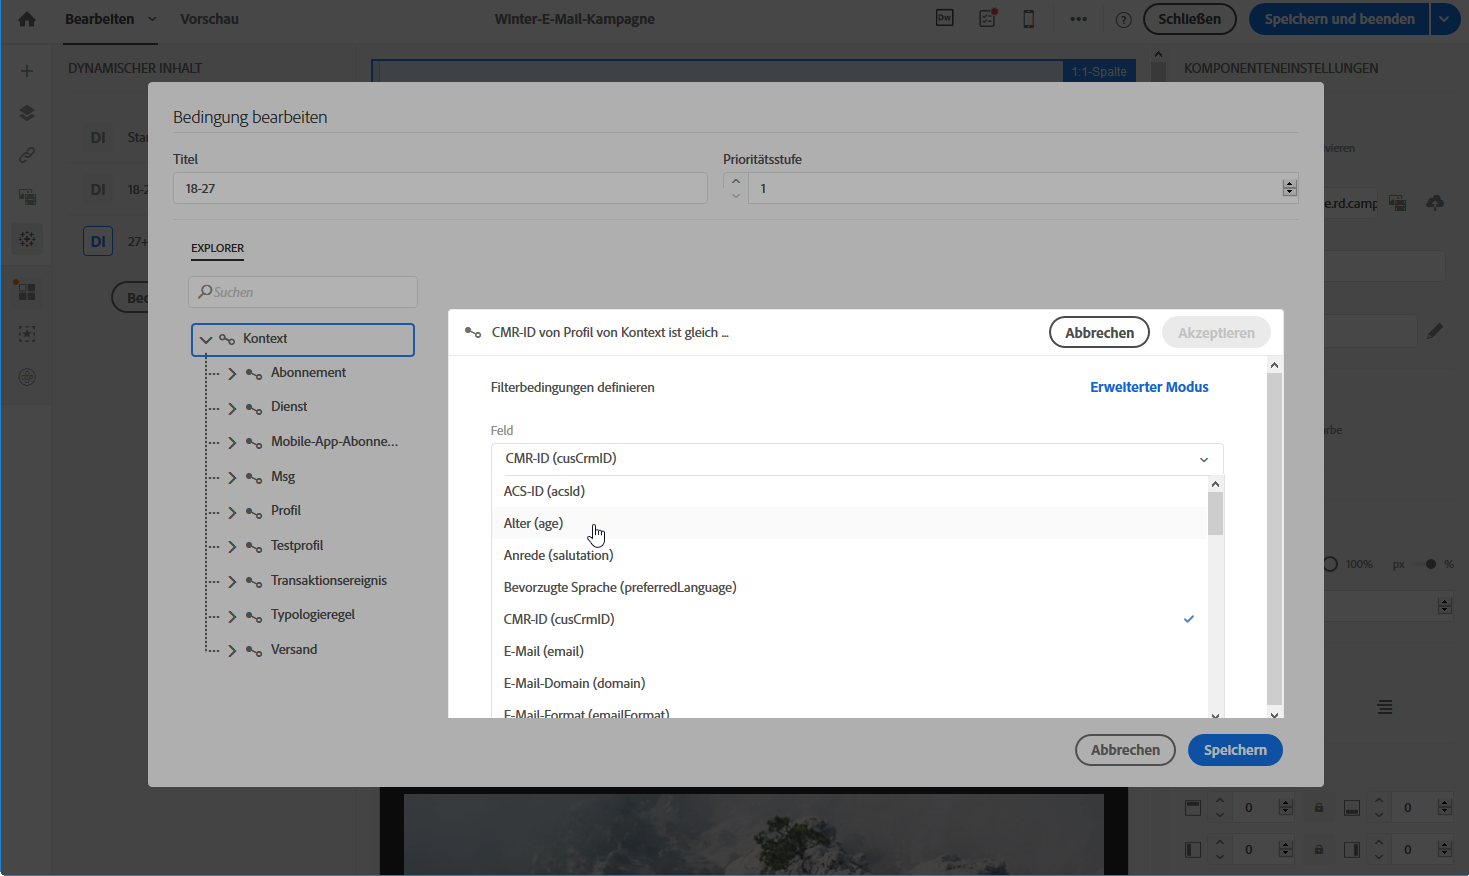 Bearbeiten
Vorschau
Winter-E-Mail-Kampagne
Dw
?
Schließen
Speichern und beenden
DYNAMISCHER INHALT
1:1-Spalte
KOMPONENTENEINSTELLUNGEN
Bedingung bearbeiten
Titel
18-27
Prioritätsstufe
1
DI Sta
DI 18-2
DI 27+
Bec
vieren
e.rd.camp
EXPLORER
Suchen
Kontext
Abonnement
Dienst
Mobile-App-Abonne...
Msg
Profil
Testprofil
Transaktionsereignis
Typologieregel
Versand
CMR-ID von Profil von Kontext ist gleich ...
Abbrechen
Akzeptieren
Filterbedingungen definieren
Erweiterter Modus
Feld
CMR-ID (cusCrmID)
ACS-ID (acsId)
Alter (age)
Anrede (salutation)
Bevorzugte Sprache (preferredLanguage)
CMR-ID (cusCrmID)
E-Mail (email)
E-Mail-Domain (domain)
E-Mail-Format (emailFormat)
arbe
100%
px
%
Abbrechen
Speichern
0
0
0
0